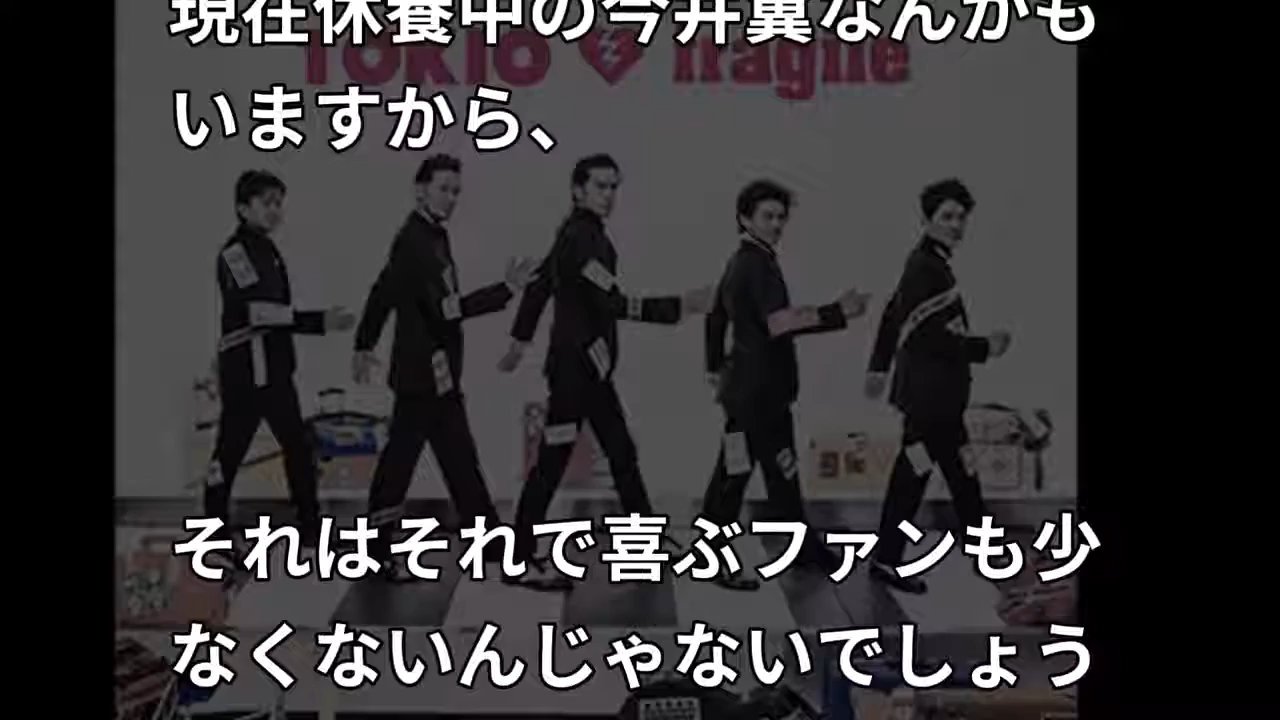 現在休養中の今井翼なんかも
TOKIO fragile
いますから、
それはそれで喜ぶファンも少
なくないんじゃないでしょう